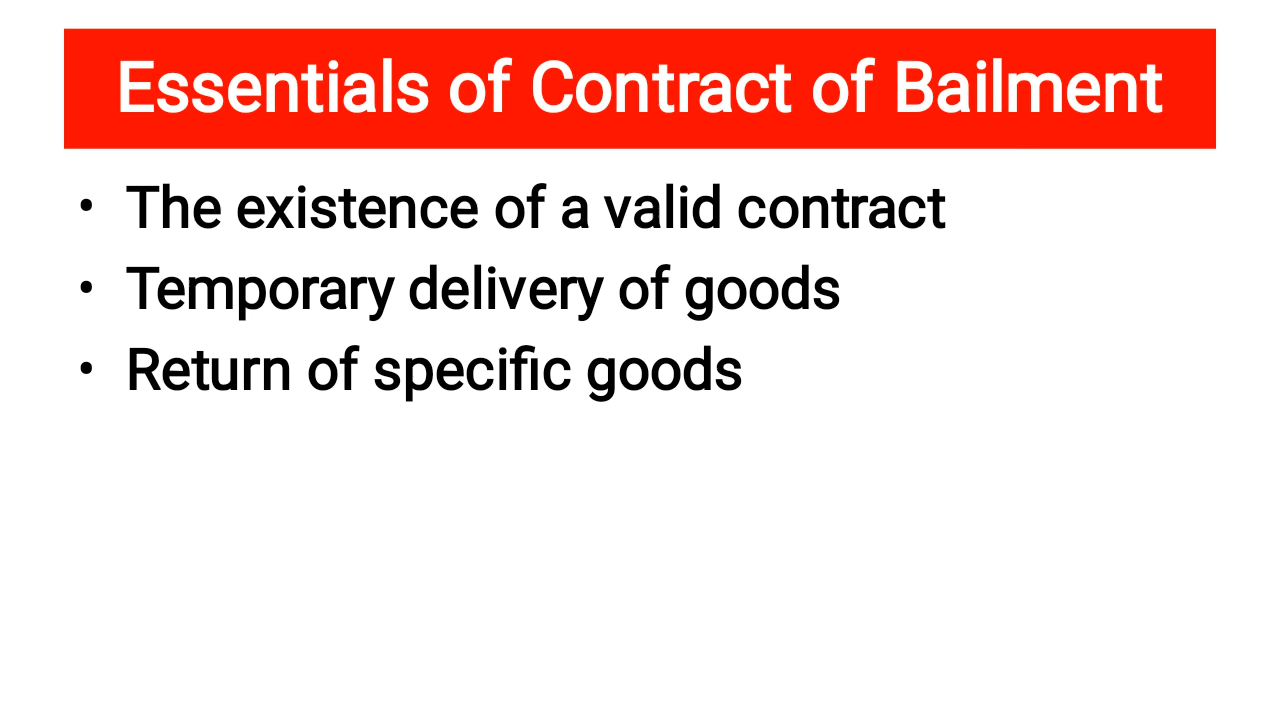 Essentials of Contract of Bailment
• The existence of a valid contract
• Temporary delivery of goods
• Return of specific goods